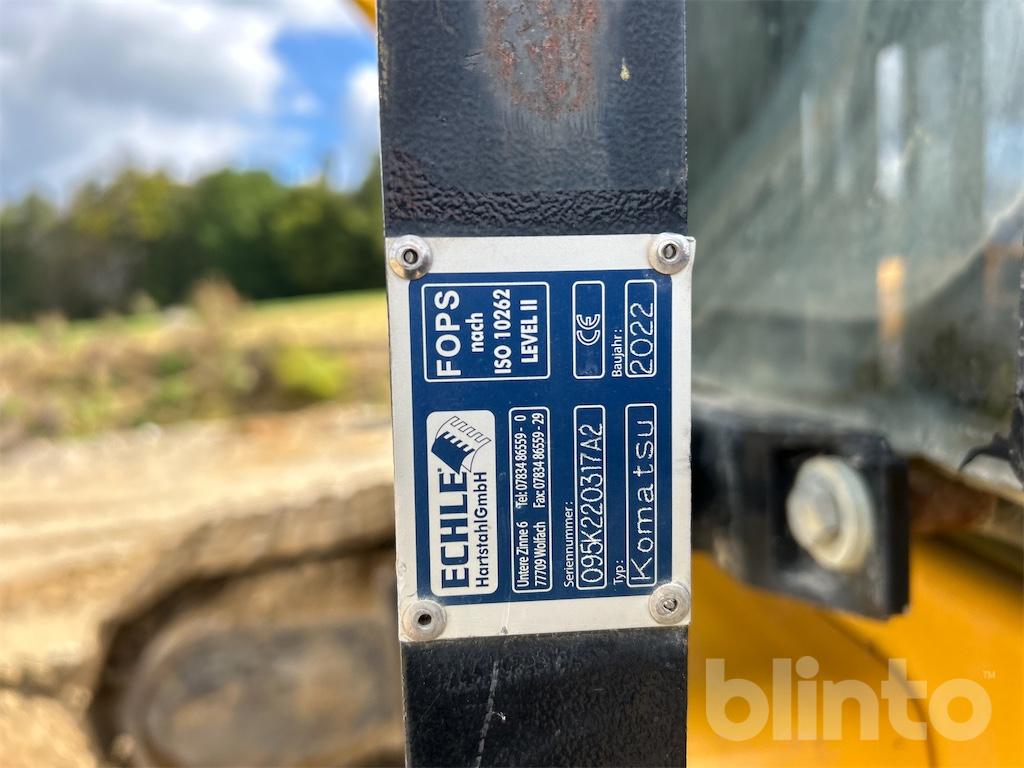 FOPS
nach
ISO 10262
LEVEL II
CE
Baujahr:
2022
ECHLE
HartstahlGmbH
Untere Zinne 6 Tel: 07834 86559 - 0
77709 Wolfach Fax: 07834 86559 - 29
Seriennummer:
095K220317A2
Typ:
Komatsu
blinto™